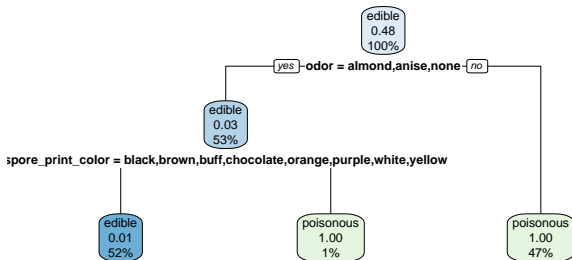 edible
0.48
100%
yes odor = almond,anise,none no
edible
0.03
53%
spore_print_color = black,brown,buff,chocolate,orange,purple,white,yellow
edible
0.01
52%
poisonous
1.00
1%
poisonous
1.00
47%